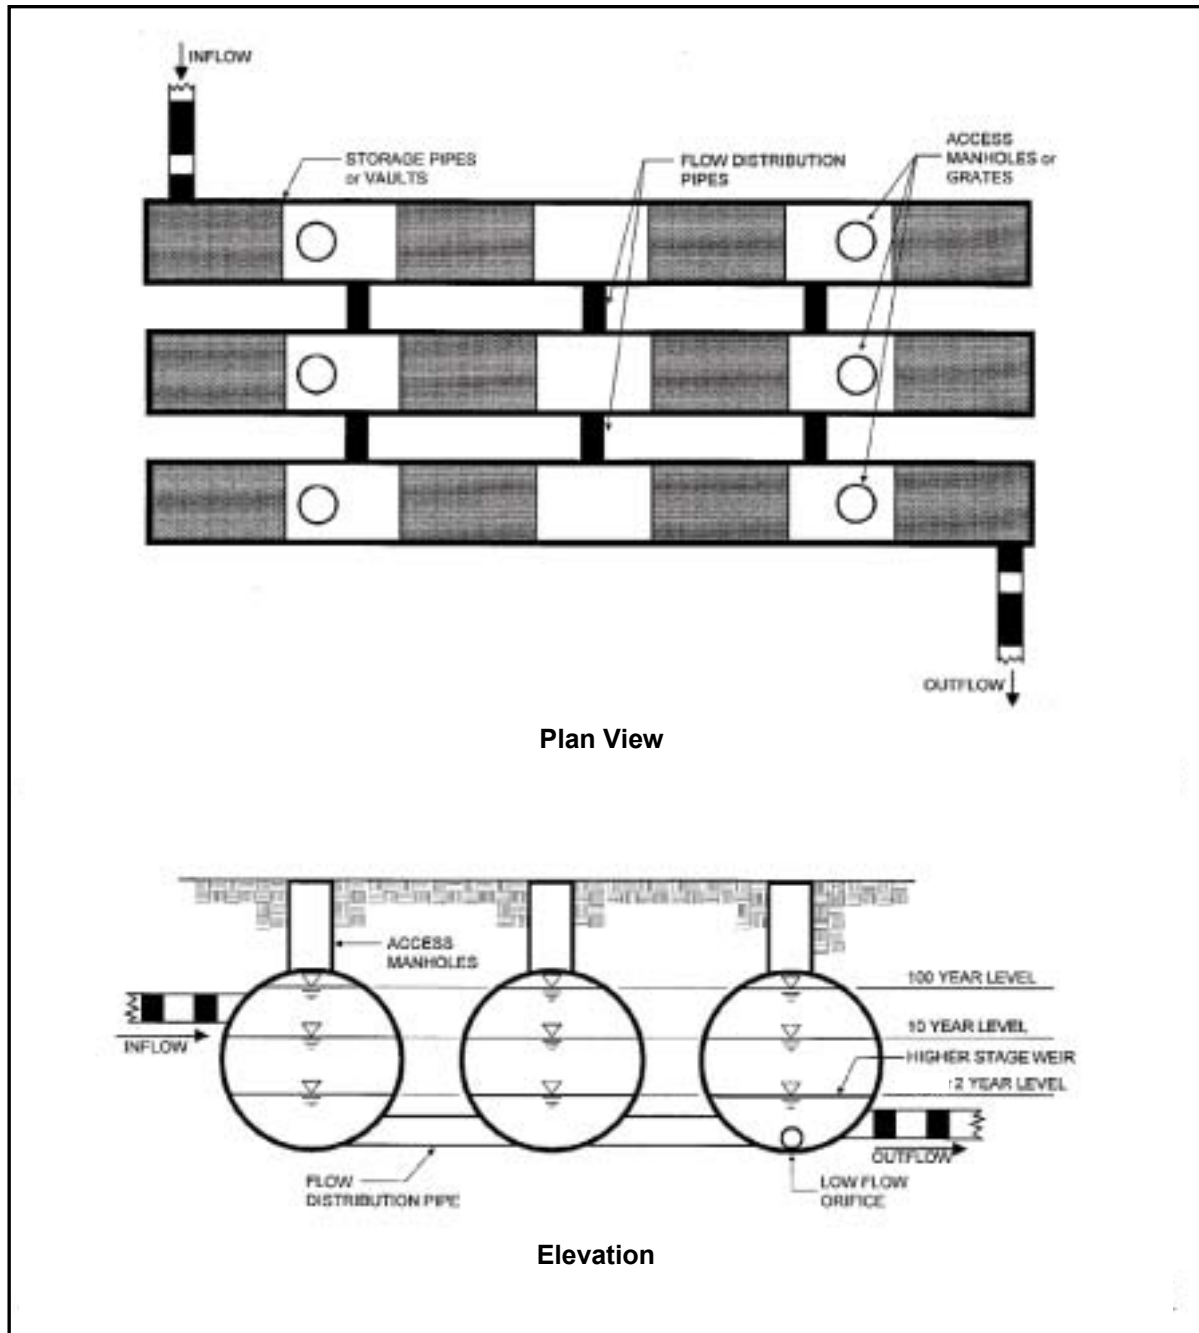 INFLOW
STORAGE PIPES
or VAULTS
FLOW DISTRIBUTION
PIPES
ACCESS
MANHOLES or
GRATES
OUTFLOW
Plan View
ACCESS
MANHOLES
100 YEAR LEVEL
10 YEAR LEVEL
HIGHER STAGE WEIR
2 YEAR LEVEL
INFLOW
OUTFLOW
FLOW
DISTRIBUTION PIPE
LOW FLOW
ORIFICE
Elevation